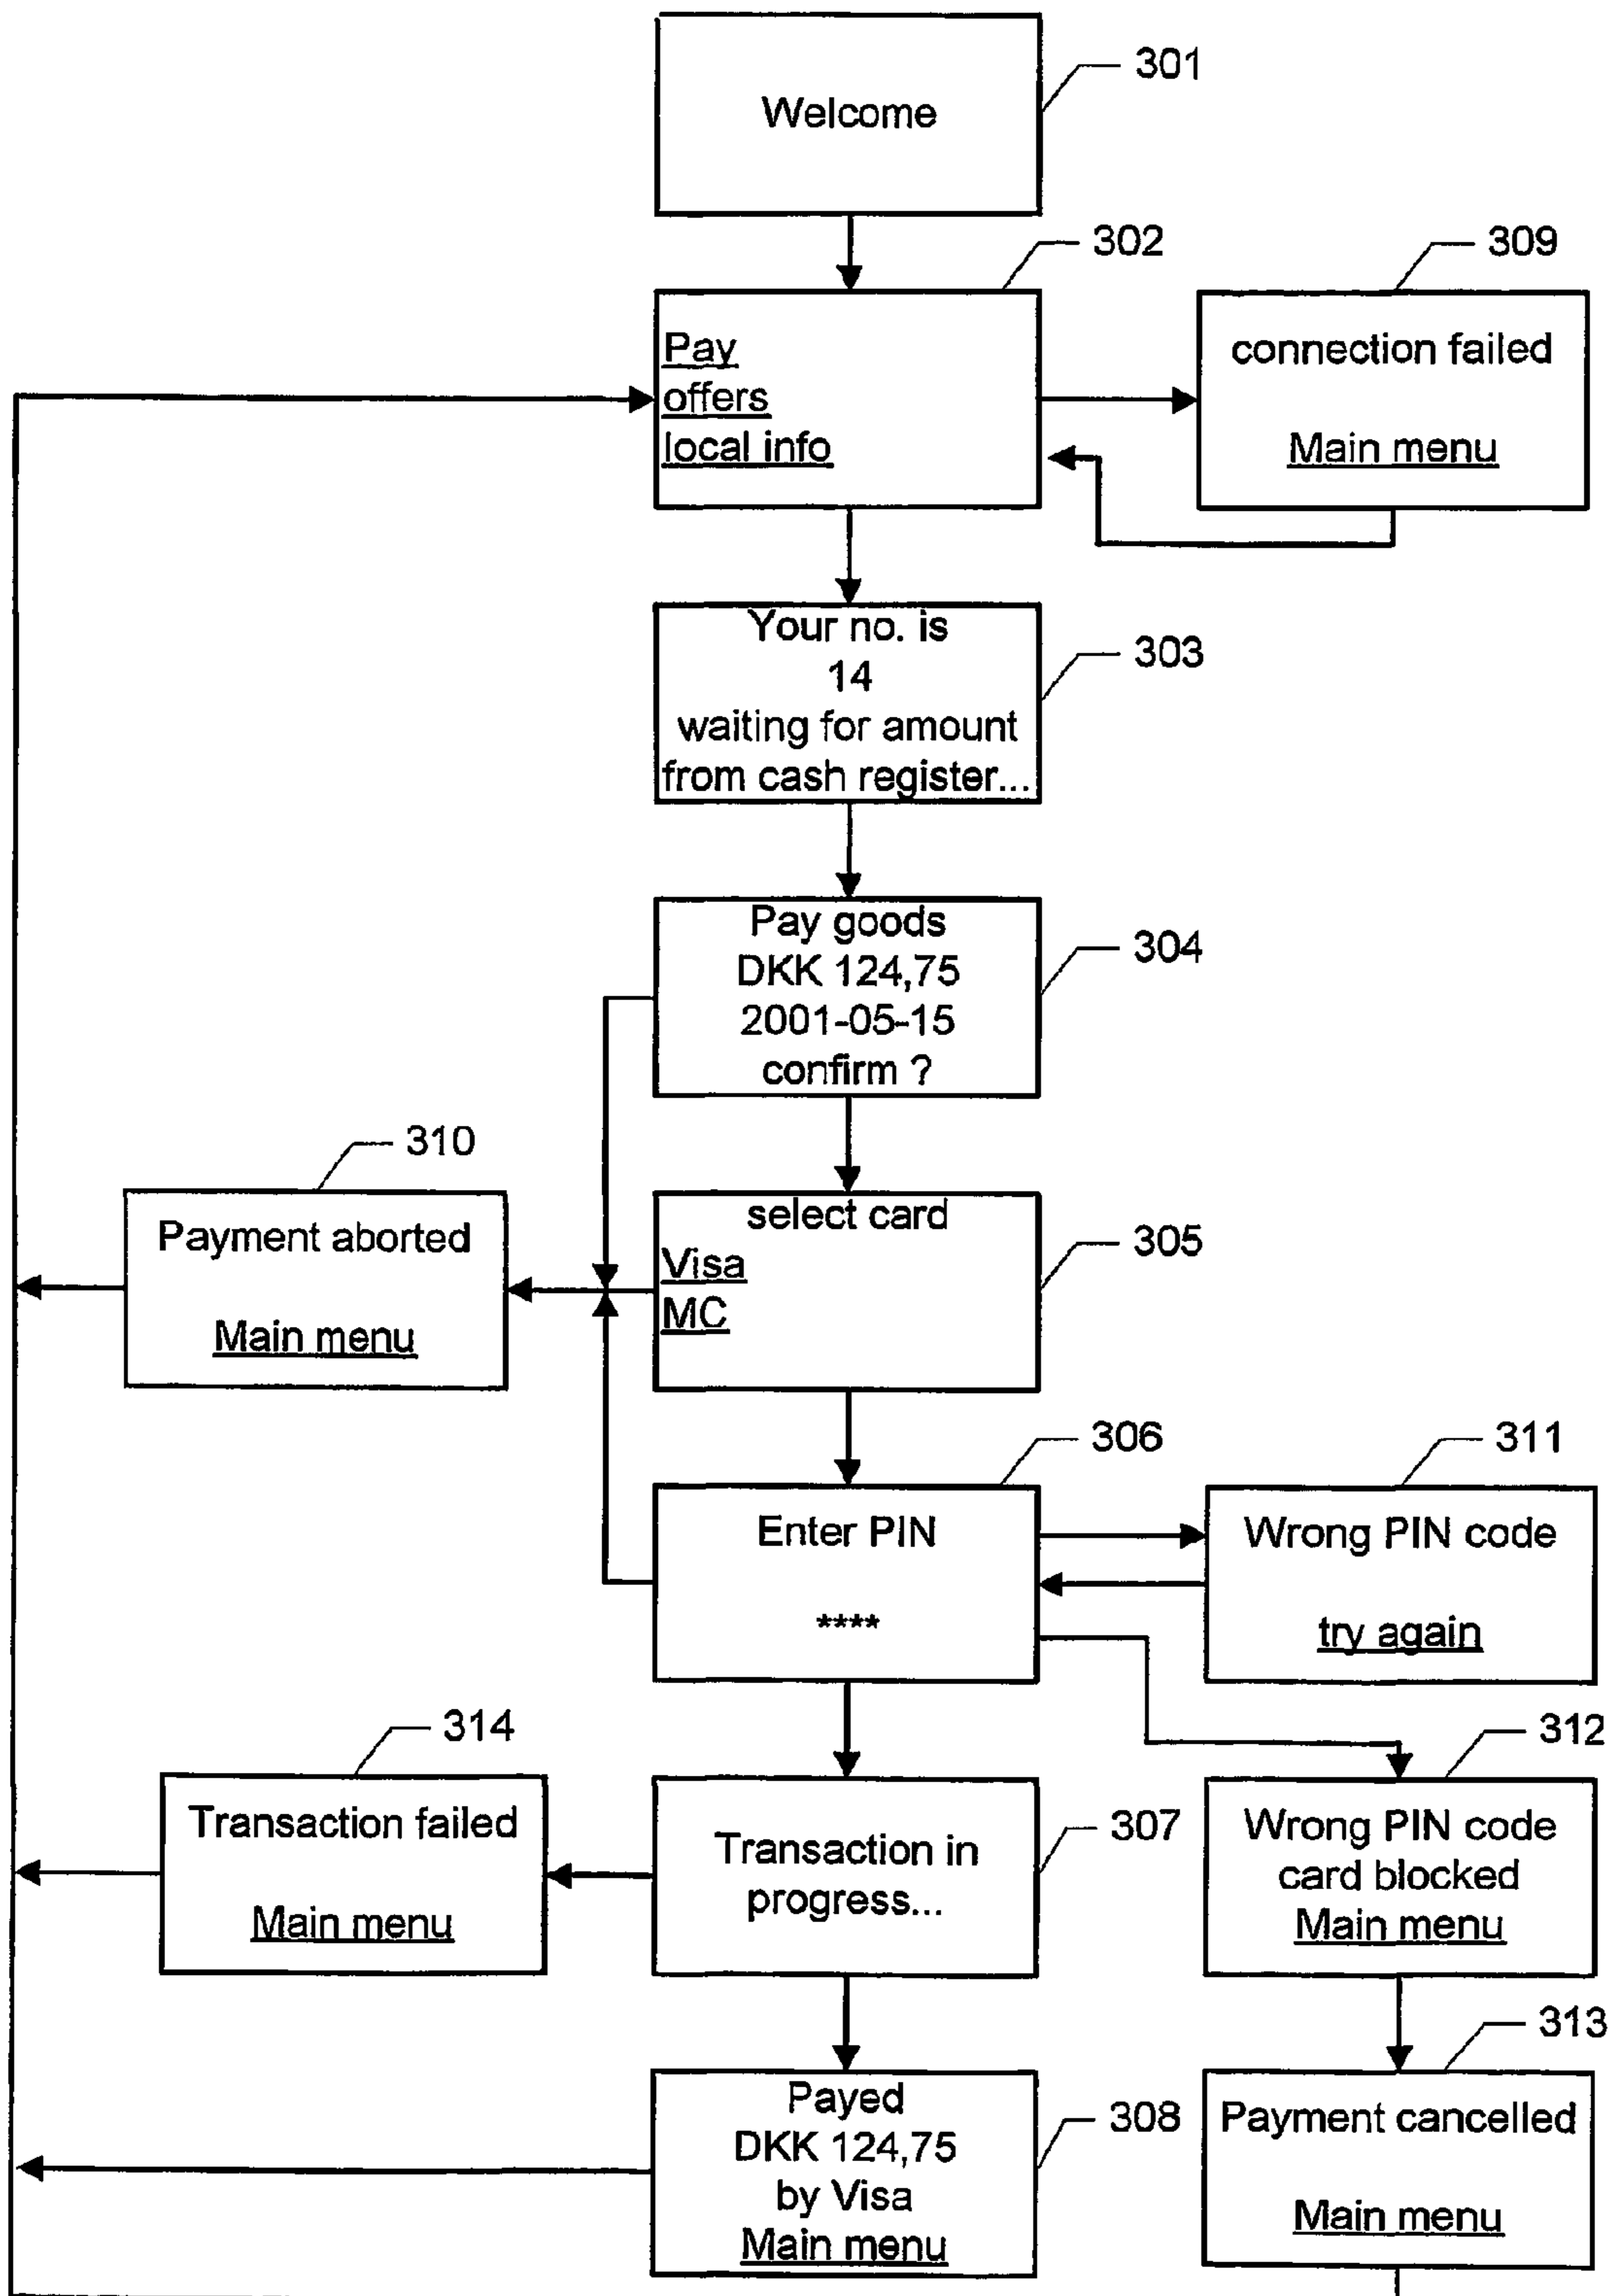 Welcome
301
302
309
Pay
offers
local info
connection failed
Main menu
Your no. is
14
waiting for amount
from cash register...
303
Pay goods
DKK 124,75
2001-05-15
confirm ?
304
310
Payment aborted
Main menu
select card
Visa
MC
305
306
311
Enter PIN
****
Wrong PIN code
try again
314
312
Transaction failed
Main menu
Transaction in
progress...
307
Wrong PIN code
card blocked
Main menu
313
Payed
DKK 124,75
by Visa
Main menu
308
Payment cancelled
Main menu